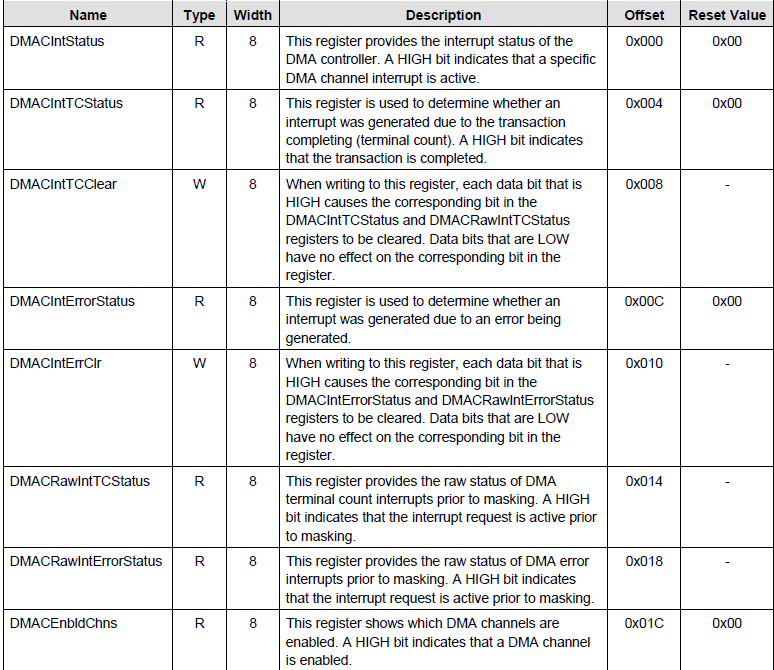 Name Type Width Description Offset Reset Value
DMACIntStatus R 8 This register provides the interrupt status of the 0x000 0x00
DMA controller. A HIGH bit indicates that a specific
DMA channel interrupt is active.
DMACIntTCStatus R 8 This register is used to determine whether an 0x004 0x00
interrupt was generated due to the transaction
completing (terminal count). A HIGH bit indicates
that the transaction is completed.
DMACIntTCClear W 8 When writing to this register, each data bit that is 0x008 -
HIGH causes the corresponding bit in the
DMACIntTCStatus and DMACRawIntTCStatus
registers to be cleared. Data bits that are LOW
have no effect on the corresponding bit in the
register.
DMACIntErrorStatus R 8 This register is used to determine whether an 0x00C 0x00
interrupt was generated due to an error being
generated.
DMACIntErrClr W 8 When writing to this register, each data bit that is 0x010 -
HIGH causes the corresponding bit in the
DMACIntErrorStatus and DMACRawIntErrorStatus
registers to be cleared. Data bits that are LOW
have no effect on the corresponding bit in the
register.
DMACRawIntTCStatus R 8 This register provides the raw status of DMA 0x014 -
terminal count interrupts prior to masking. A HIGH
bit indicates that the interrupt request is active prior
to masking.
DMACRawIntErrorStatus R 8 This register provides the raw status of DMA error 0x018 -
interrupts prior to masking. A HIGH bit indicates
that the interrupt request is active prior to masking.
DMACEnbldChns R 8 This register shows which DMA channels are 0x01C 0x00
enabled. A HIGH bit indicates that a DMA channel
is enabled.